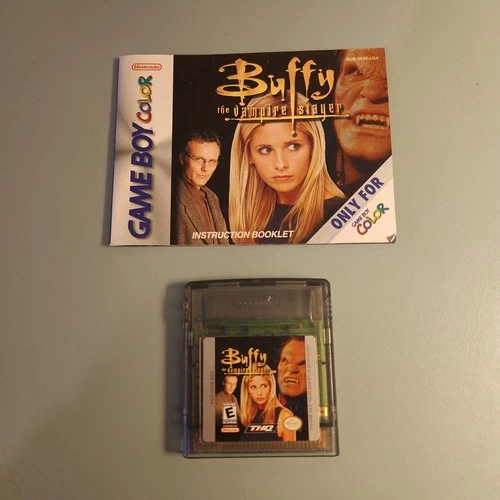 Nintendo
GAME BOY COLOR
Buffy
the vampire slayer
INSTRUCTION BOOKLET
ONLY FOR
GAME BOY
COLOR
Buffy
the vampire slayer
E
THQ